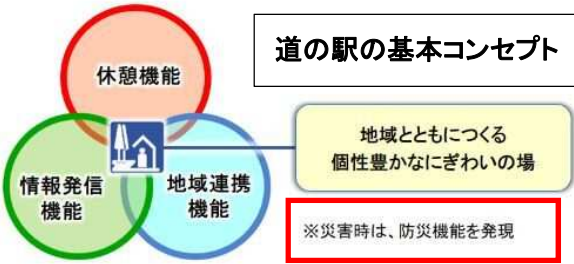 道の駅の基本コンセプト
休憩機能
情報発信
機能
地域連携
機能
地域とともにつくる
個性豊かなにぎわいの場
※災害時は、防災機能を発現